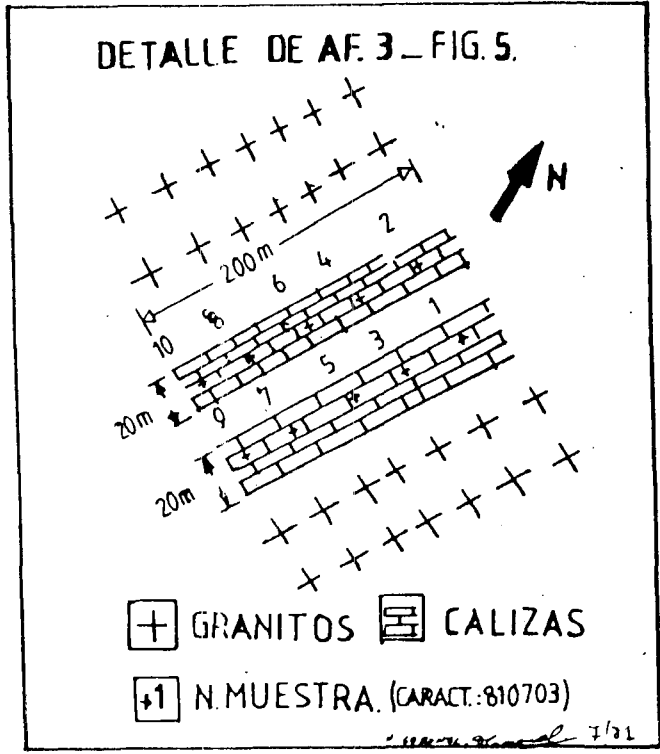 DETALLE DE AF. 3_FIG. 5.
N
200m
2
4
6
8
10
1
3
5
7
9
20m
20m
GRANITOS CALIZAS
1 N.MUESTRA. (CARACT.:810703)